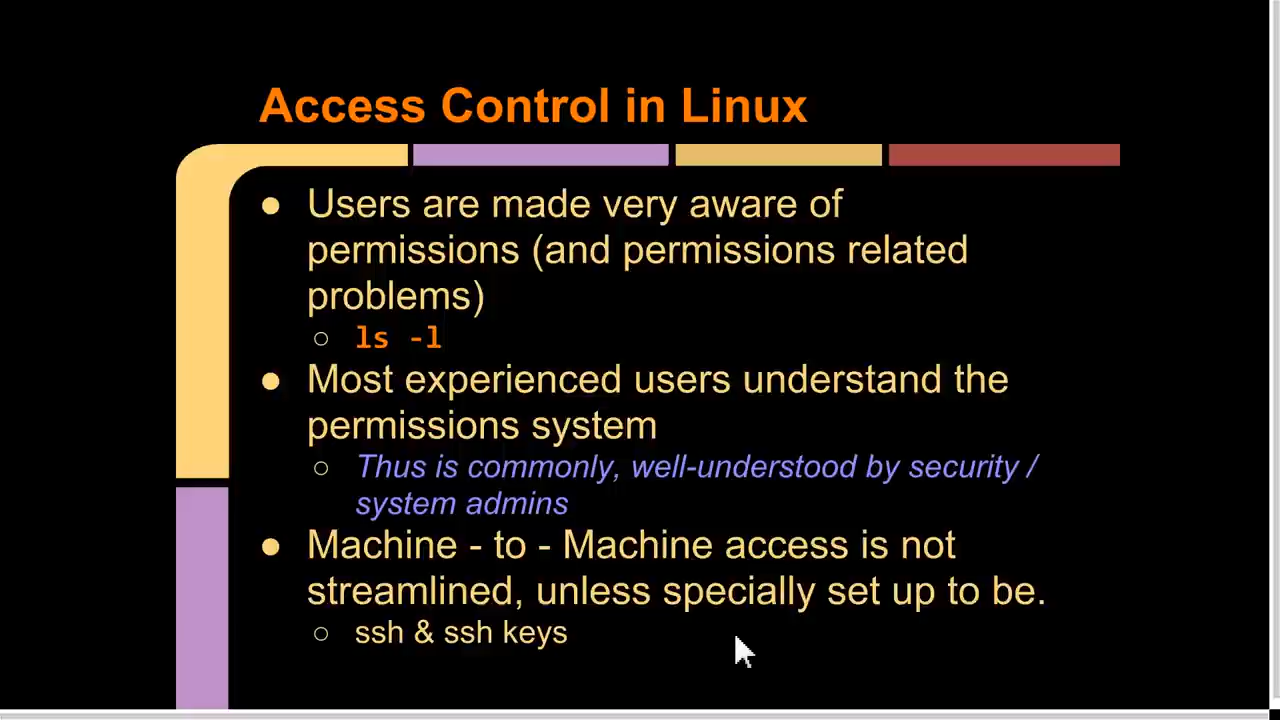 Access Control in Linux
● Users are made very aware of
permissions (and permissions related
problems)
○ ls -l
● Most experienced users understand the
permissions system
○ Thus is commonly, well-understood by security /
system admins
● Machine - to - Machine access is not
streamlined, unless specially set up to be.
○ ssh & ssh keys